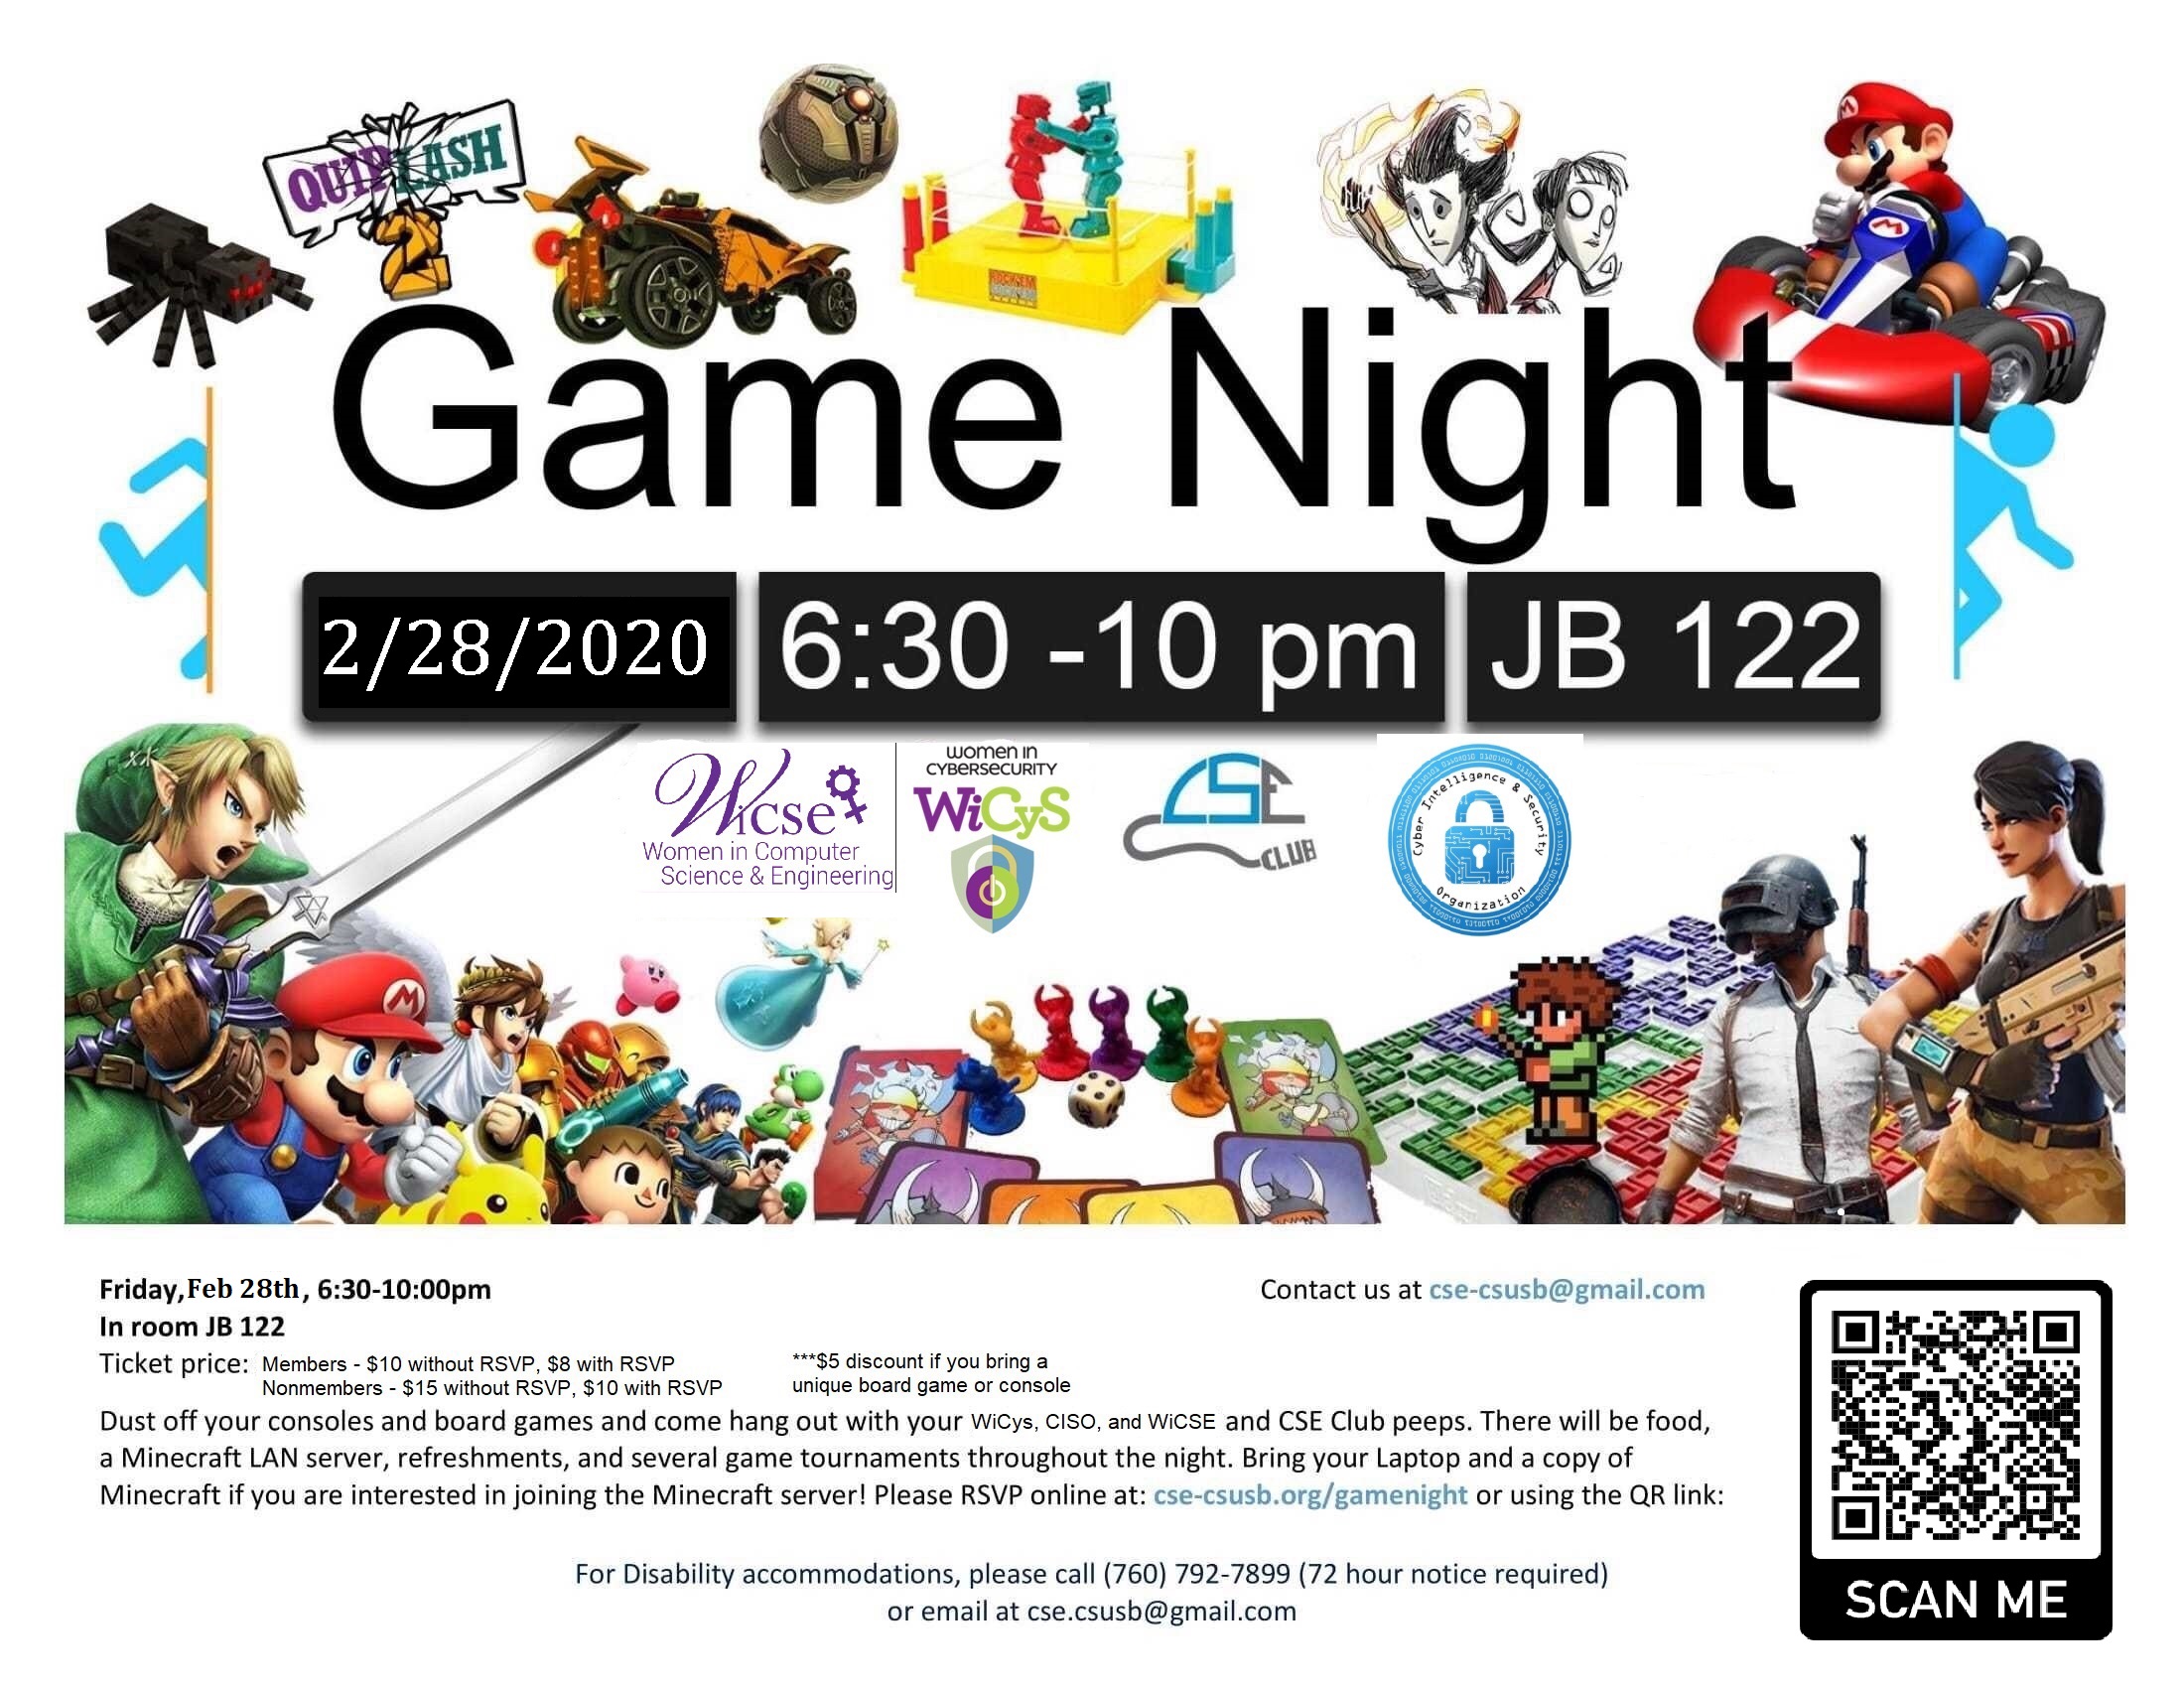 QUIPLASH
2
Game Night
2/28/2020
6:30 -10 pm
JB 122
Wicse
Women in Computer
Science & Engineering
women in
CYBERSECURITY
WiCyS
CSE
CLUB
Cyber Intelligence & Security
Organization
Friday,Feb 28th, 6:30-10:00pm
In room JB 122
Contact us at cse-csusb@gmail.com
Ticket price: Members - $10 without RSVP, $8 with RSVP
Nonmembers - $15 without RSVP, $10 with RSVP
***$5 discount if you bring a
unique board game or console
Dust off your consoles and board games and come hang out with your WiCys, CISO, and WiCSE and CSE Club peeps. There will be food,
a Minecraft LAN server, refreshments, and several game tournaments throughout the night. Bring your Laptop and a copy of
Minecraft if you are interested in joining the Minecraft server! Please RSVP online at: cse-csusb.org/gamenight or using the QR link:
For Disability accommodations, please call (760) 792-7899 (72 hour notice required)
or email at cse.csusb@gmail.com
SCAN ME